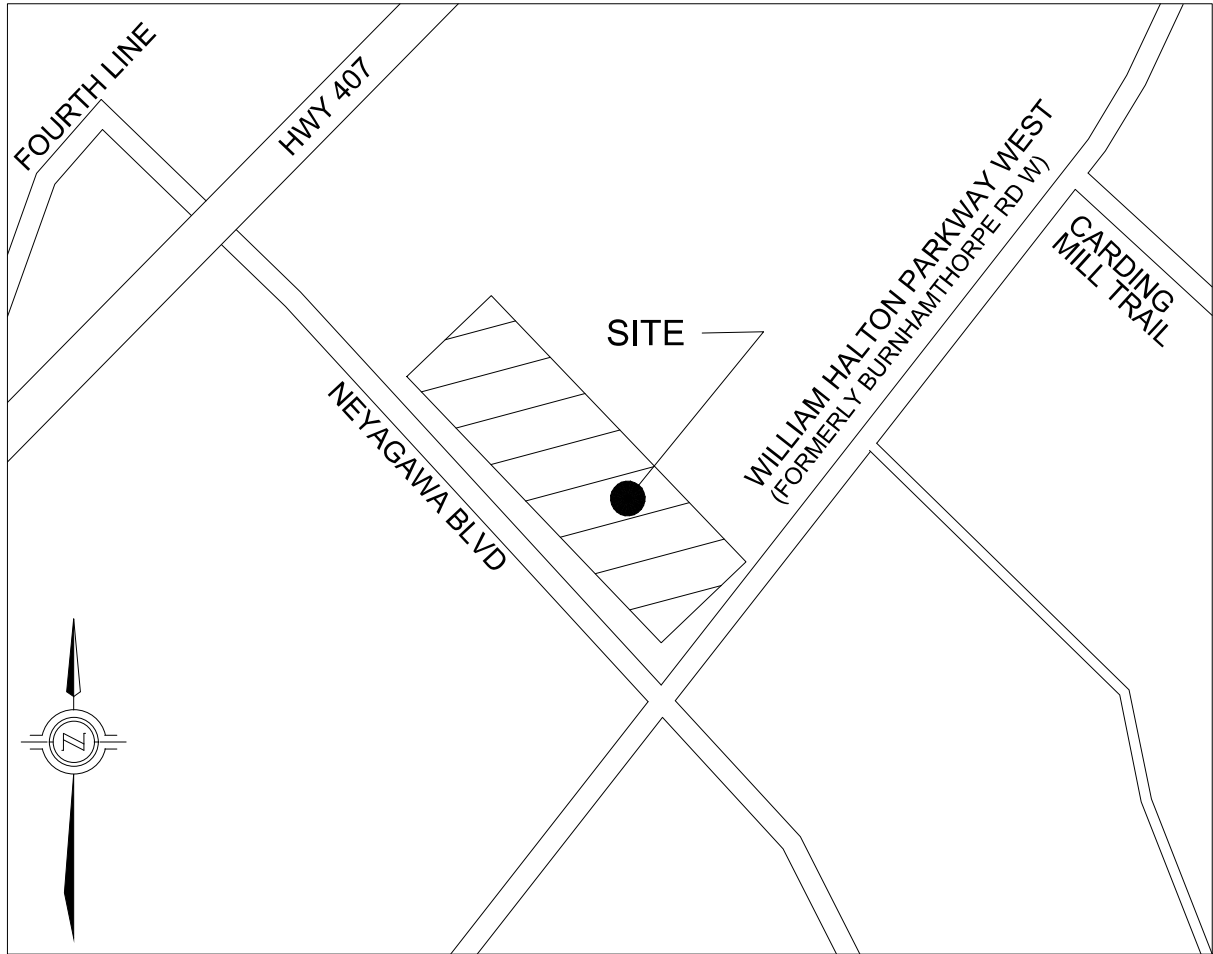 FOURTH LINE
HWY 407
WILLIAM HALTON PARKWAY WEST
(FORMERLY BURNHAMTHORPE RD W)
CARDING
MILL TRAIL
SITE
NEYAGAWA BLVD
N